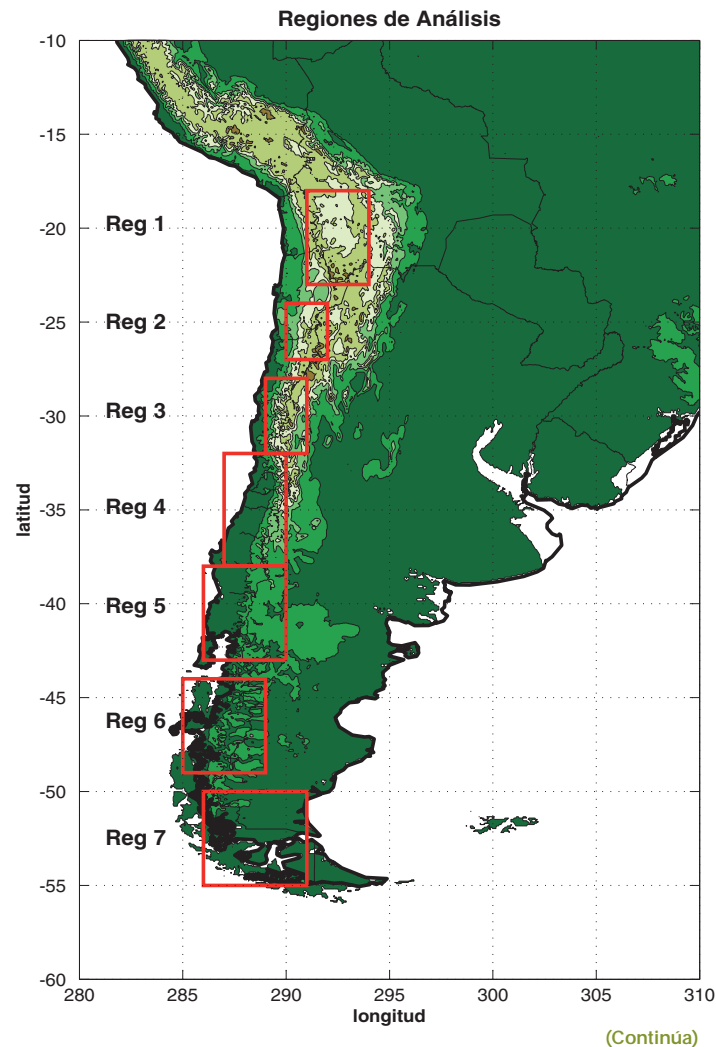 Regiones de Análisis
-10
-15
Reg 1
-20
Reg 2
-25
Reg 3
-30
Reg 4
-35
latitud
Reg 5
-40
-45
Reg 6
-50
Reg 7
-55
-60
280 285 290 295 300 305 310
longitud
(Continúa)